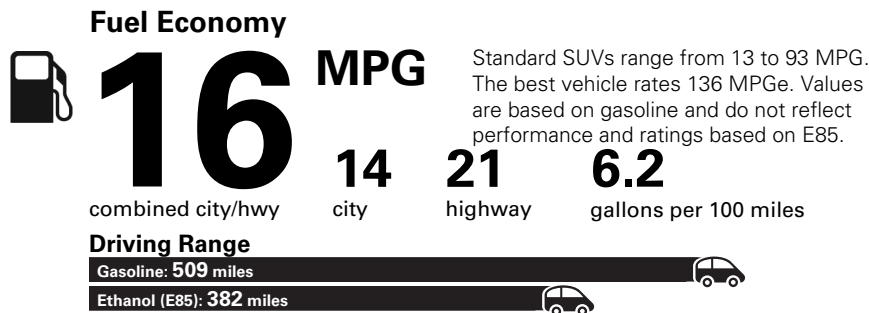 Fuel Economy
16 MPG
Standard SUVs range from 13 to 93 MPG.
The best vehicle rates 136 MPGe. Values
are based on gasoline and do not reflect
performance and ratings based on E85.
14 21 6.2
combined city/hwy city highway gallons per 100 miles
Driving Range
Gasoline: 509 miles
Ethanol (E85): 382 miles